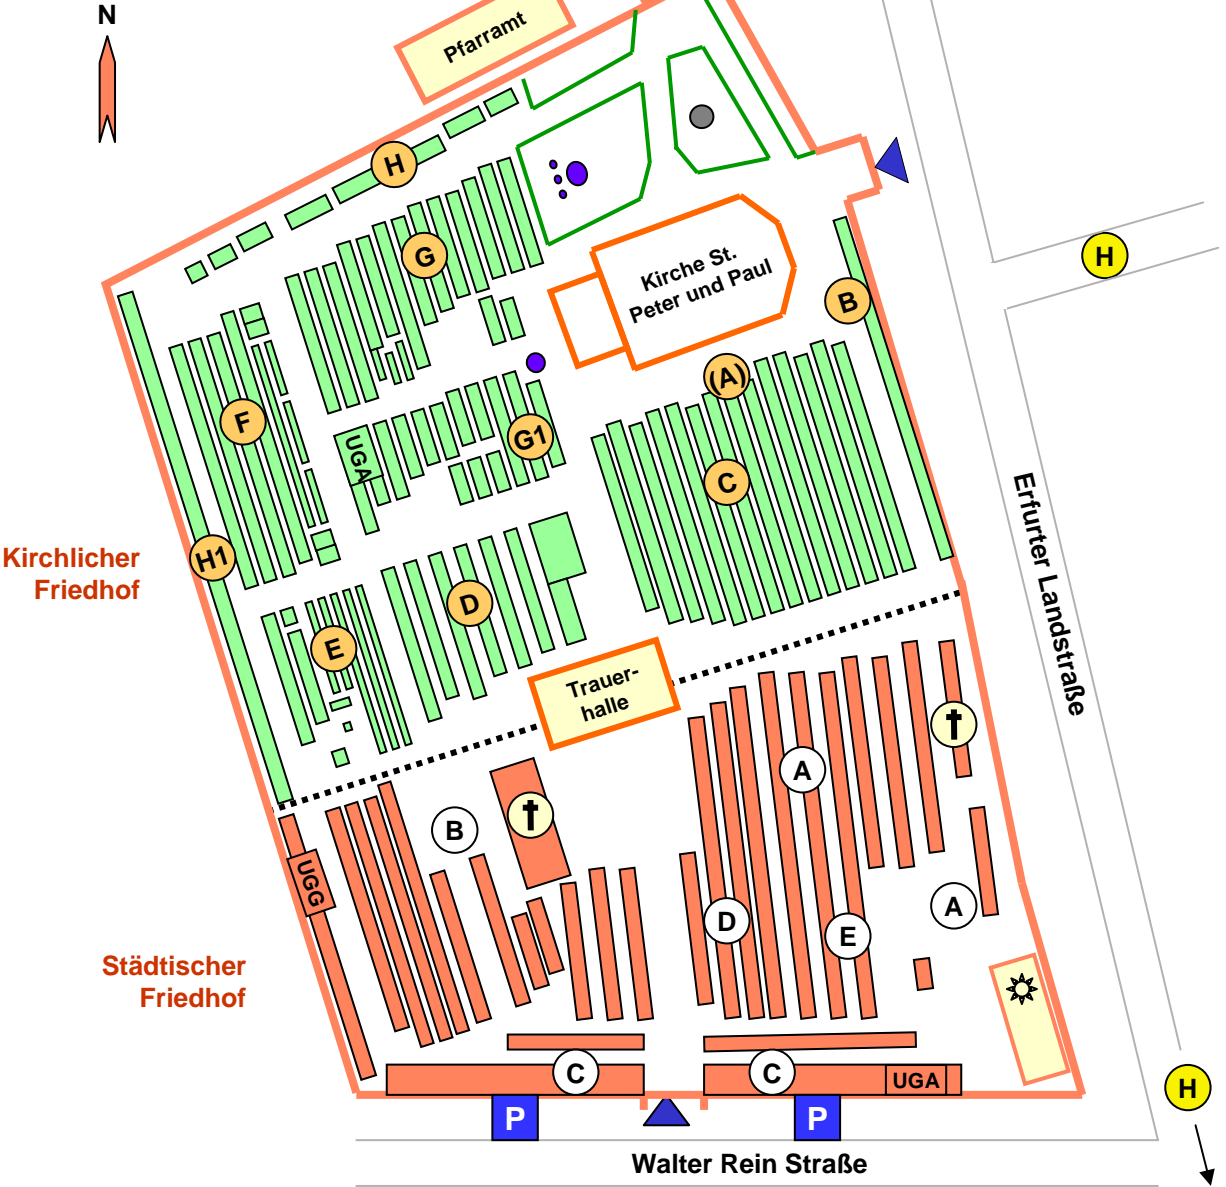 N
Pfarramt
H
G
Kirche St.
Peter und Paul
H
B
(A)
F
UGA
G1
C
Kirchlicher
Friedhof
H1
Erfurter Landstraße
D
E
Trauer-
halle
†
A
B
†
UGG
A
D
E
Städtischer
Friedhof
C
C
UGA
H
P
P
Walter Rein Straße